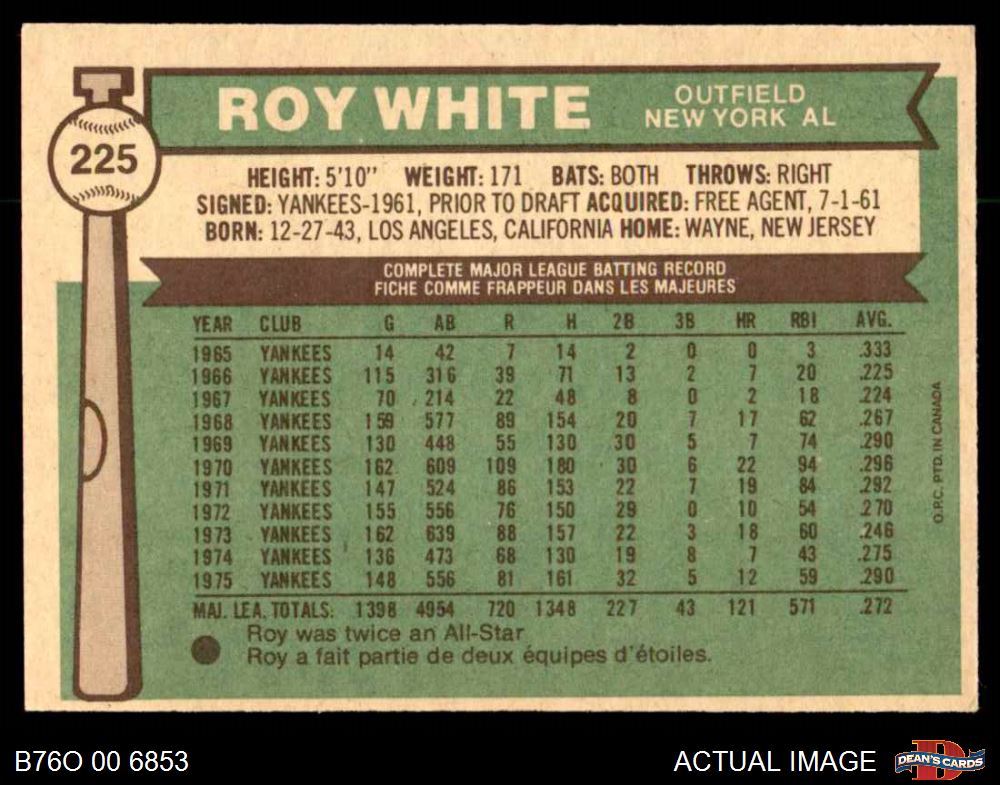 ROY WHITE
OUTFIELD
NEW YORK AL
225
HEIGHT: 5'10" WEIGHT: 171 BATS: BOTH THROWS: RIGHT
SIGNED: YANKEES-1961, PRIOR TO DRAFT ACQUIRED: FREE AGENT, 7-1-61
BORN: 12-27-43, LOS ANGELES, CALIFORNIA HOME: WAYNE, NEW JERSEY
COMPLETE MAJOR LEAGUE BATTING RECORD
FICHE COMME FRAPPEUR DANS LES MAJEURES
YEAR CLUB G AB R H 2B 3B HR RBI AVG.
1965 YANKEES 14 42 7 14 2 0 0 3 .333
1966 YANKEES 115 316 39 71 13 2 7 20 .225
1967 YANKEES 70 214 22 48 8 0 2 18 .224
1968 YANKEES 159 577 89 154 20 7 17 62 .267
1969 YANKEES 130 448 55 130 30 5 7 74 .290
1970 YANKEES 162 609 109 180 30 6 22 94 .296
1971 YANKEES 147 524 86 153 22 7 19 84 .292
1972 YANKEES 155 556 76 150 29 0 10 54 .270
1973 YANKEES 162 639 88 157 22 3 18 60 .246
1974 YANKEES 136 473 68 130 19 8 7 43 .275
1975 YANKEES 148 556 81 161 32 5 12 59 .290
MAJ. LEA. TOTALS: 1398 4954 720 1348 227 43 121 571 .272
Roy was twice an All-Star
Roy a fait partie de deux équipes d'étoiles.
O.P.C. PTD. IN CANADA
B76O 00 6853
ACTUAL IMAGE
D
DEAN'S CARDS